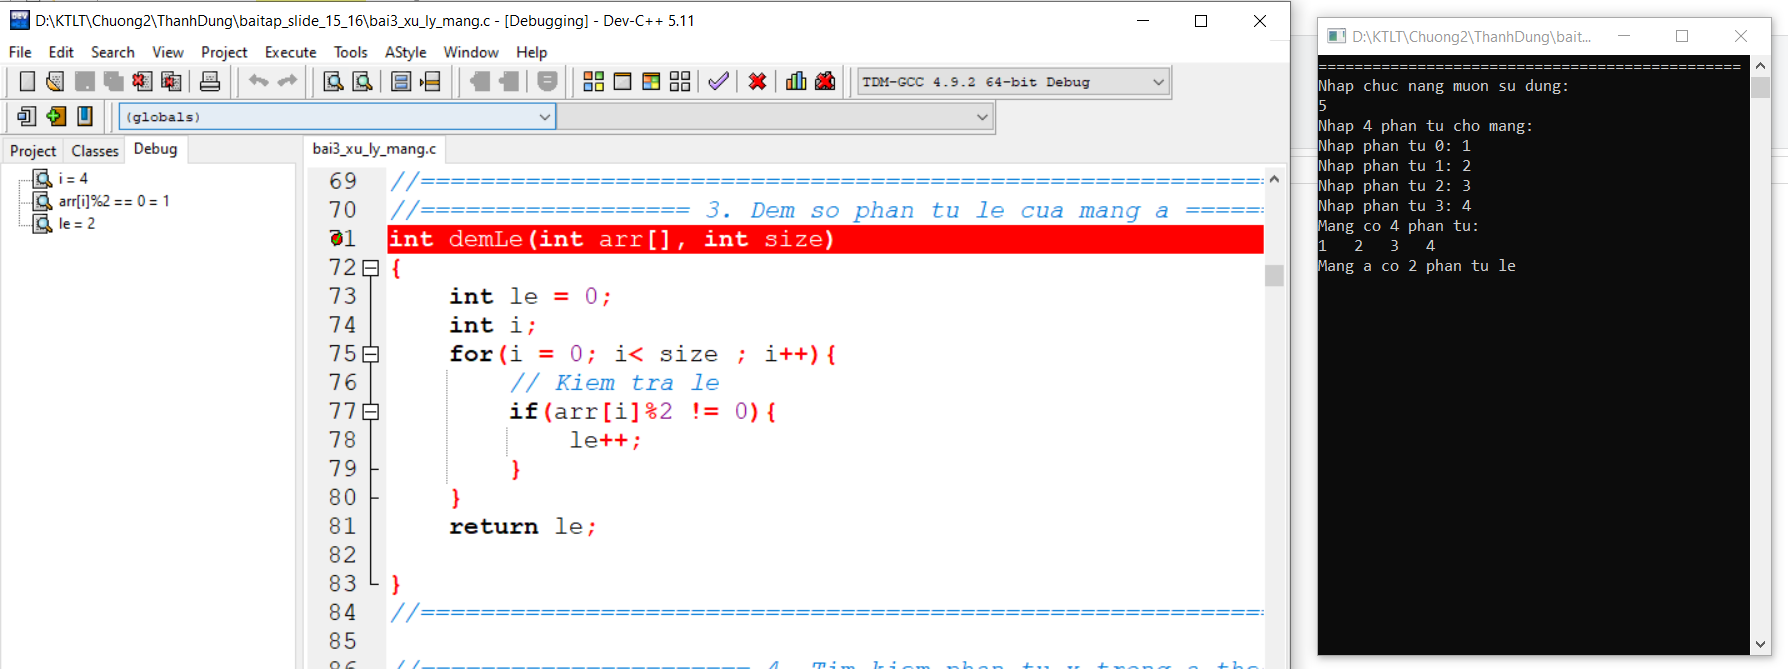 D:\KTLT\Chuong2\ThanhDung\baitap_slide_15_16\bai3_xu_ly_mang.c - [Debugging] - Dev-C++ 5.11
File Edit Search View Project Execute Tools AStyle Window Help
TDM-GCC 4.9.2 64-bit Debug
(globals)
Project Classes Debug
i = 4
arr[i]%2 == 0 = 1
le = 2
bai3_xu_ly_mang.c
69 //========================================================
70 //================== 3. Dem so phan tu le cua mang a =====
71 int demLe(int arr[], int size)
72 {
73 int le = 0;
74 int i;
75 for(i = 0; i< size ; i++){
76 // Kiem tra le
77 if(arr[i]%2 != 0){
78 le++;
79 }
80 }
81 return le;
82
83 }
84 //========================================================
85
86 //====================== 4. Tim kiem phan tu x trong a the
D:\KTLT\Chuong2\ThanhDung\bait...
===============================================
Nhap chuc nang muon su dung:
5
Nhap 4 phan tu cho mang:
Nhap phan tu 0: 1
Nhap phan tu 1: 2
Nhap phan tu 2: 3
Nhap phan tu 3: 4
Mang co 4 phan tu:
1 2 3 4
Mang a co 2 phan tu le